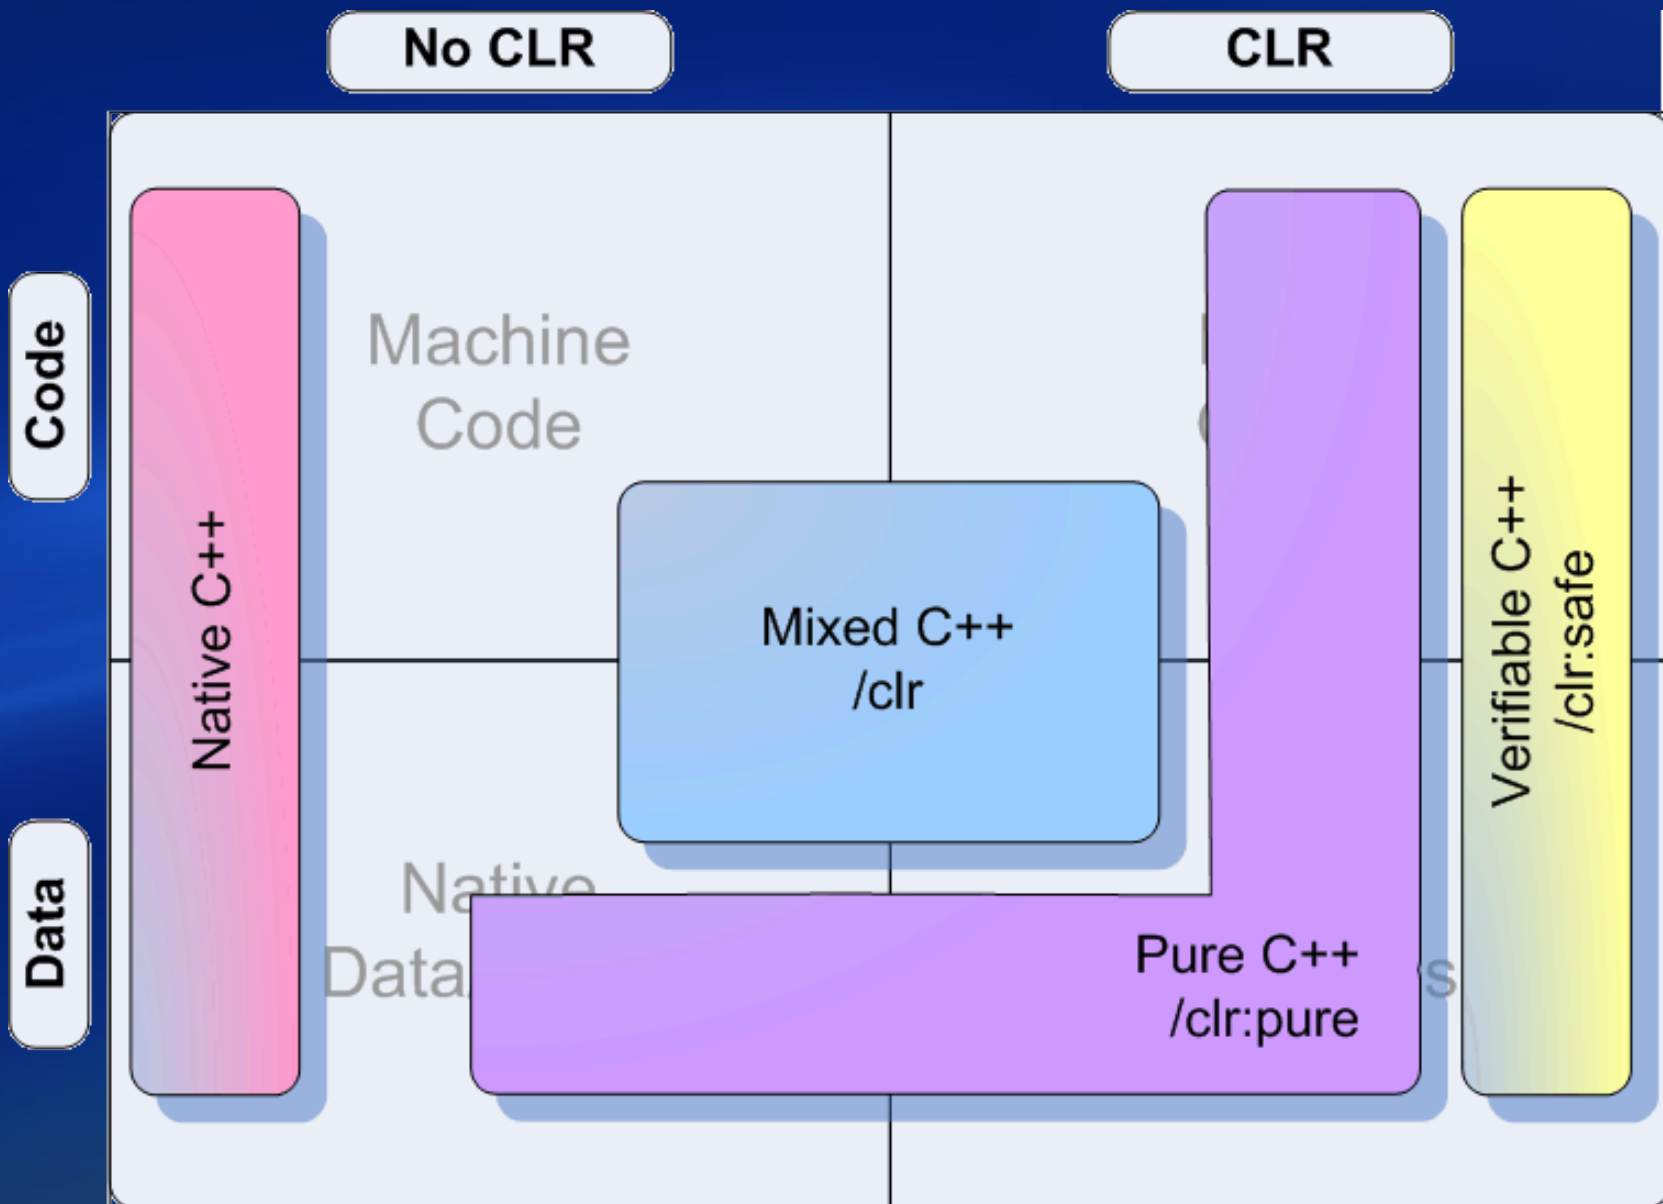 No CLR
CLR
Code
Machine
Code
Native C++
Mixed C++
/clr
Verifiable C++
/clr:safe
Data
Native
Data
Pure C++
/clr:pure